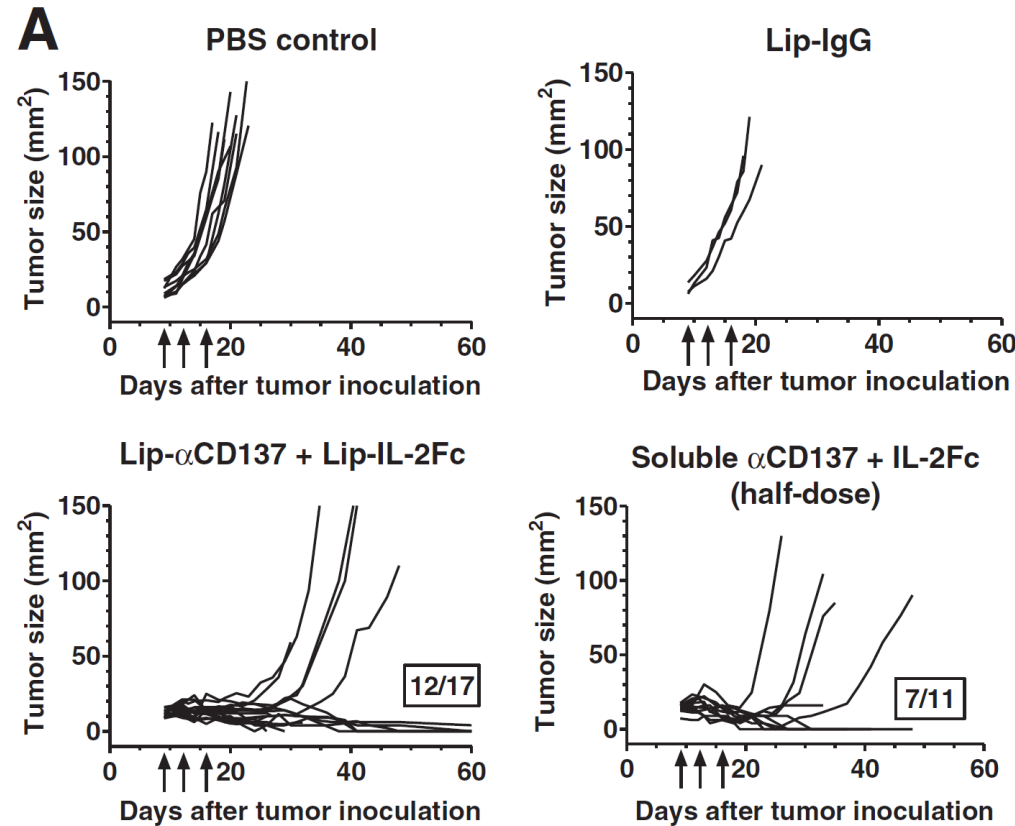 A
PBS control
Tumor size (mm²)
150
100
50
0
0 20 40 60
Days after tumor inoculation
Lip-IgG
Tumor size (mm²)
150
100
50
0
0 20 40 60
Days after tumor inoculation
Lip-αCD137 + Lip-IL-2Fc
Tumor size (mm²)
150
100
50
0
12/17
0 20 40 60
Days after tumor inoculation
Soluble αCD137 + IL-2Fc
(half-dose)
Tumor size (mm²)
150
100
50
0
7/11
0 20 40 60
Days after tumor inoculation